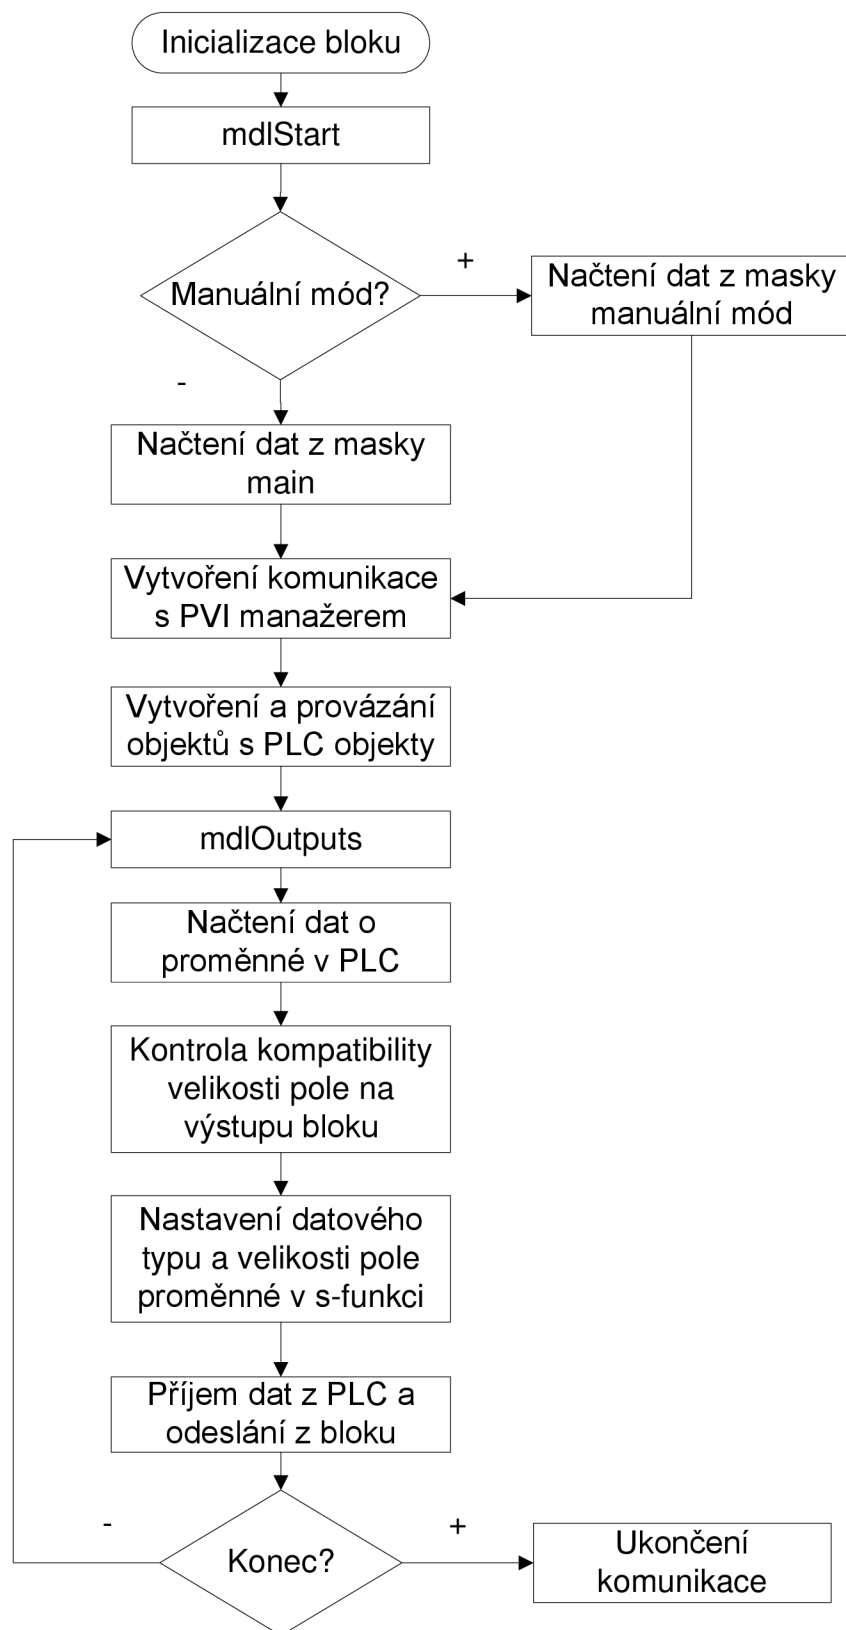 Inicializace bloku
mdlStart
Manuální mód?
+
Načtení dat z masky
manuální mód
-
Načtení dat z masky
main
Vytvoření komunikace
s PVI manažerem
Vytvoření a provázání
objektů s PLC objekty
mdlOutputs
Načtení dat o
proměnné v PLC
Kontrola kompatibility
velikosti pole na
výstupu bloku
Nastavení datového
typu a velikosti pole
proměnné v s-funkci
Příjem dat z PLC a
odeslání z bloku
-
Konec?
+
Ukončení
komunikace